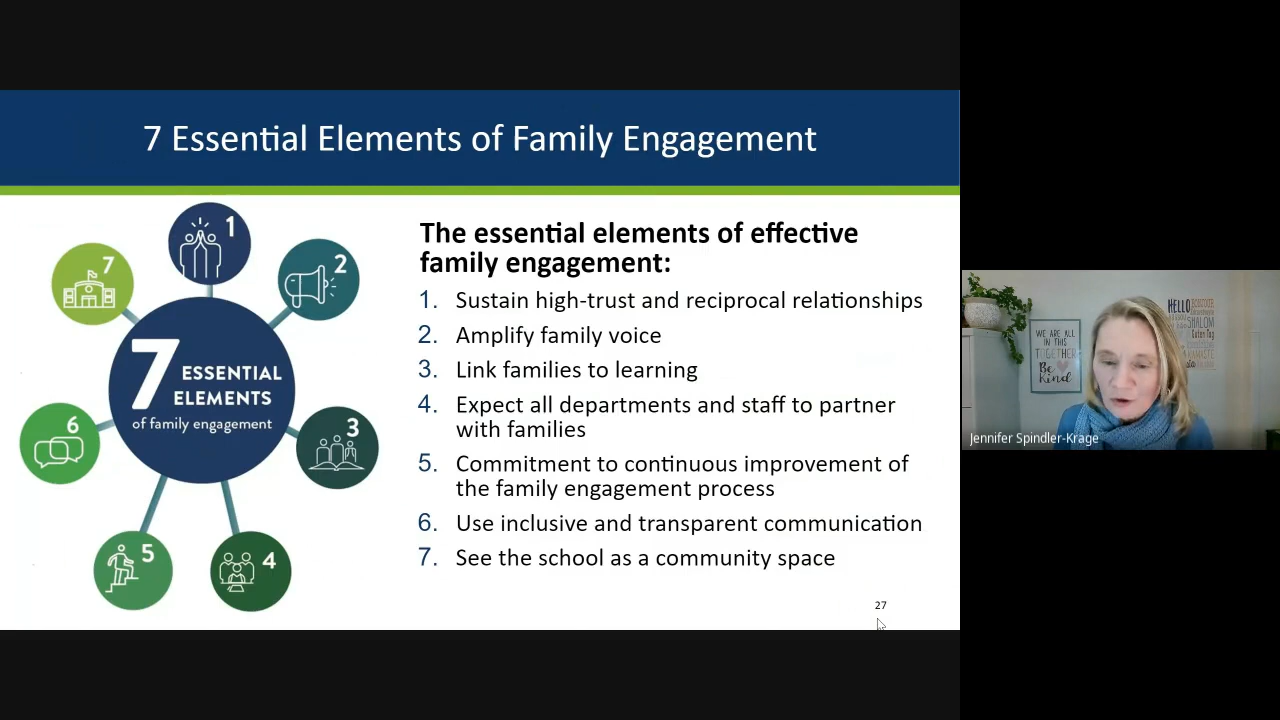 7 Essential Elements of Family Engagement
1
2
3
4
5
6
7
7 ESSENTIAL
ELEMENTS
of family engagement
The essential elements of effective
family engagement:
1. Sustain high-trust and reciprocal relationships
2. Amplify family voice
3. Link families to learning
4. Expect all departments and staff to partner
with families
5. Commitment to continuous improvement of
the family engagement process
6. Use inclusive and transparent communication
7. See the school as a community space
27
WE ARE ALL
IN THIS
TOGETHER
Be
kind
HELLO
SHALOM
Guten Tag
NAMASTE
Jennifer Spindler-Krage